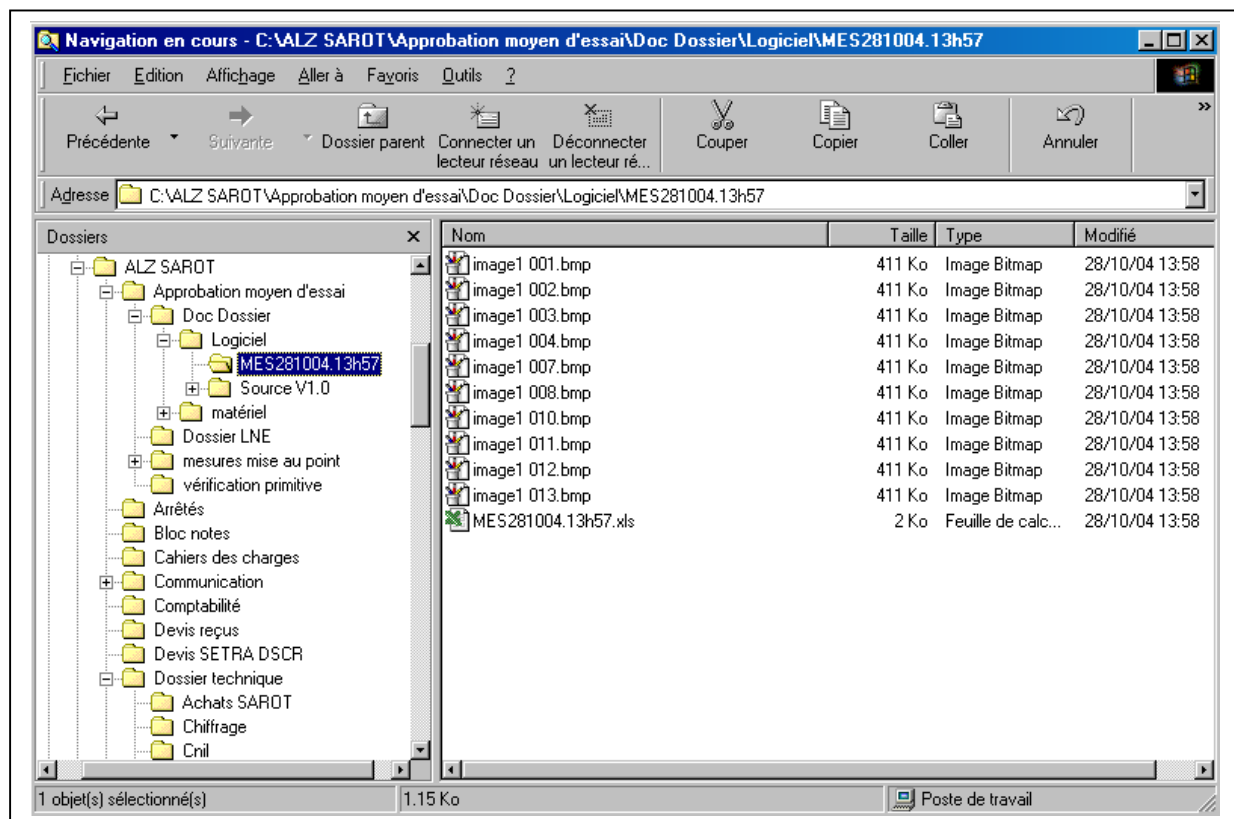 Navigation en cours - C:\ALZ SAROT\Approbation moyen d'essai\Doc Dossier\Logiciel\MES281004.13h57
Fichier Edition Affichage Aller à Favoris Outils ?
Précédente Suivante Dossier parent Connecter un lecteur réseau Déconnecter un lecteur ré... Couper Copier Coller Annuler »
Adresse C:\ALZ SAROT\Approbation moyen d'essai\Doc Dossier\Logiciel\MES281004.13h57
Dossiers
ALZ SAROT
Approbation moyen d'essai
Doc Dossier
Logiciel
MES281004.13h57
Source V1.0
matériel
Dossier LNE
mesures mise au point
vérification primitive
Arrêtés
Bloc notes
Cahiers des charges
Communication
Comptabilité
Devis reçus
Devis SETRA DSCR
Dossier technique
Achats SAROT
Chiffrage
Cnil
Nom Taille Type Modifié
image1 001.bmp 411 Ko Image Bitmap 28/10/04 13:58
image1 002.bmp 411 Ko Image Bitmap 28/10/04 13:58
image1 003.bmp 411 Ko Image Bitmap 28/10/04 13:58
image1 004.bmp 411 Ko Image Bitmap 28/10/04 13:58
image1 007.bmp 411 Ko Image Bitmap 28/10/04 13:58
image1 008.bmp 411 Ko Image Bitmap 28/10/04 13:58
image1 010.bmp 411 Ko Image Bitmap 28/10/04 13:58
image1 011.bmp 411 Ko Image Bitmap 28/10/04 13:58
image1 012.bmp 411 Ko Image Bitmap 28/10/04 13:58
image1 013.bmp 411 Ko Image Bitmap 28/10/04 13:58
MES281004.13h57.xls 2 Ko Feuille de calc... 28/10/04 13:58
1 objet(s) sélectionné(s) 1.15 Ko Poste de travail